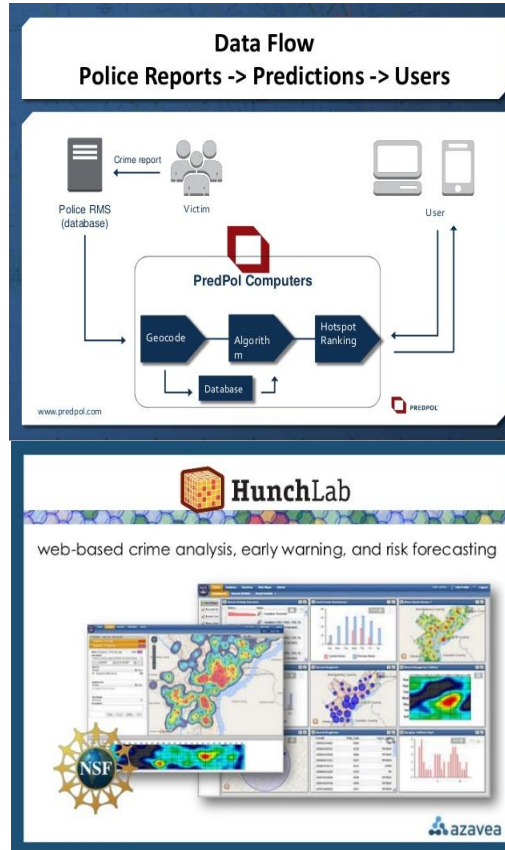 Data Flow
Police Reports -> Predictions -> Users
Crime report
Police RMS
(database)
Victim
User
PredPol Computers
Geocode
Algorith
m
Hotspot
Ranking
Database
www.predpol.com
PREDPOL
HunchLab
web-based crime analysis, early warning, and risk forecasting
NSF
azavea